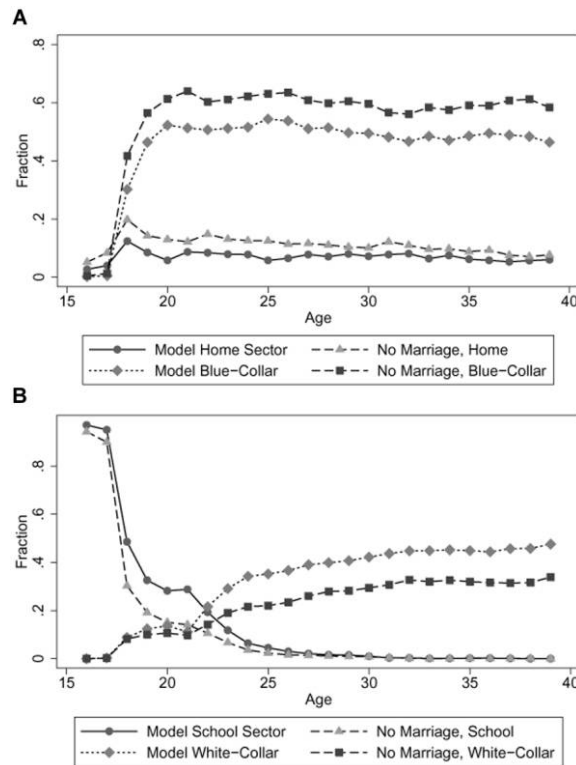 A
.8
.6
.4
.2
0
Fraction
15 20 25 30 35 40
Age
Model Home Sector No Marriage, Home
Model Blue−Collar No Marriage, Blue−Collar
B
.8
.6
.4
.2
0
Fraction
15 20 25 30 35 40
Age
Model School Sector No Marriage, School
Model White−Collar No Marriage, White−Collar